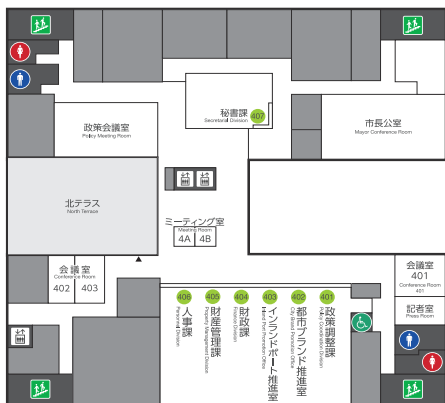 秘書課
Secretarial Division
407
政策会議室
Policy Meeting Room
市長公室
Mayor Conference Room
北テラス
North Terrace
ミーティング室
Meeting Room
4A 4B
会議室
Conference Room
402 403
会議室
401
Conference Room
401
記者室
Press Room
406
人事課
Personnel Division
405
財産管理課
Property Management Division
404
財政課
Finance Division
403
インランドポート推進室
Inland Port Promotion Office
402
都市ブランド推進室
City Brand Promotion Office
401
政策調整課
Policy Coordination Division